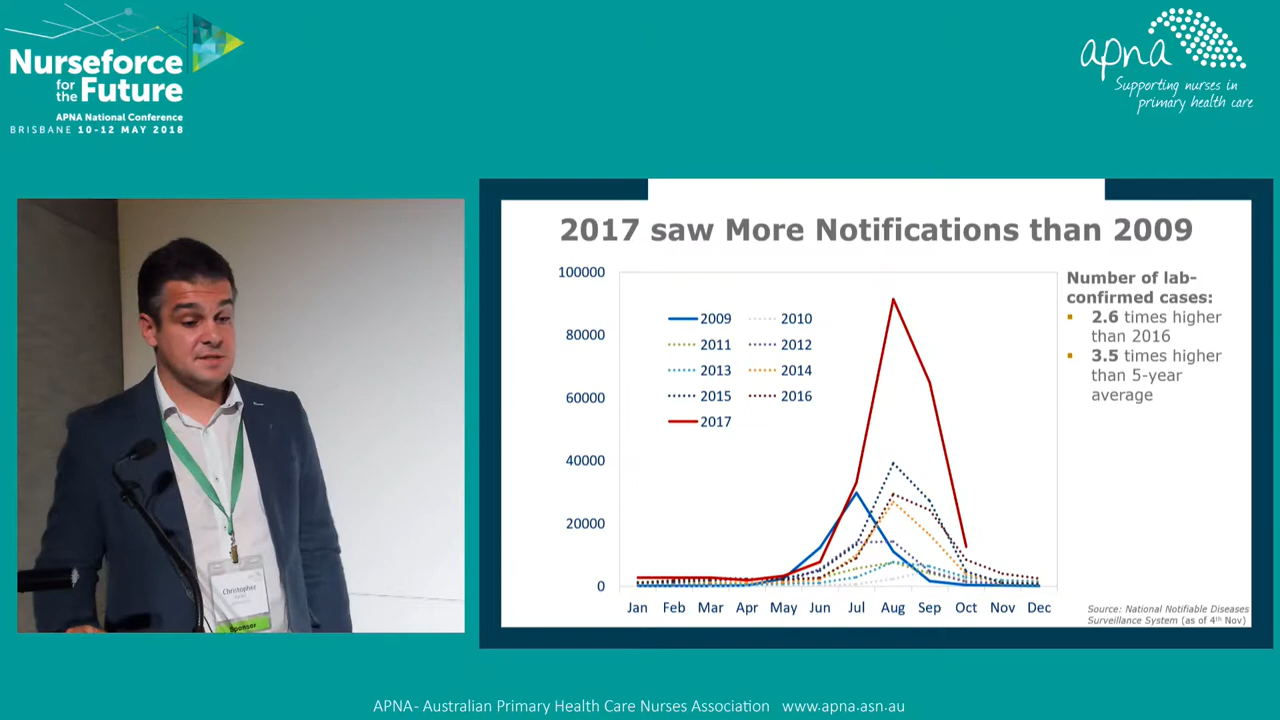 Nurseforce
for
the Future
APNA National Conference
BRISBANE 10-12 MAY 2018
apna
Supporting nurses in
primary health care
Christopher
Sponsor
2017 saw More Notifications than 2009
100000
80000
60000
40000
20000
0
2009 2010
2011 2012
2013 2014
2015 2016
2017
Jan Feb Mar Apr May Jun Jul Aug Sep Oct Nov Dec
Number of lab-
confirmed cases:
2.6 times higher
than 2016
3.5 times higher
than 5-year
average
Source: National Notifiable Diseases
Surveillance System (as of 4th Nov)
APNA- Australian Primary Health Care Nurses Association www.apna.asn.au